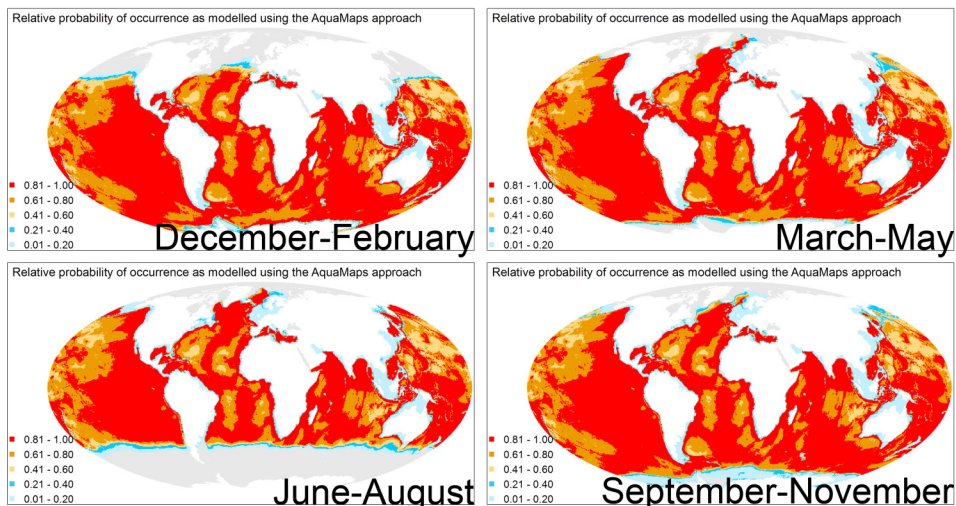 Relative probability of occurrence as modelled using the AquaMaps approach
0.81 - 1.00
0.61 - 0.80
0.41 - 0.60
0.21 - 0.40
0.01 - 0.20
December-February
Relative probability of occurrence as modelled using the AquaMaps approach
0.81 - 1.00
0.61 - 0.80
0.41 - 0.60
0.21 - 0.40
0.01 - 0.20
March-May
Relative probability of occurrence as modelled using the AquaMaps approach
0.81 - 1.00
0.61 - 0.80
0.41 - 0.60
0.21 - 0.40
0.01 - 0.20
June-August
Relative probability of occurrence as modelled using the AquaMaps approach
0.81 - 1.00
0.61 - 0.80
0.41 - 0.60
0.21 - 0.40
0.01 - 0.20
September-November